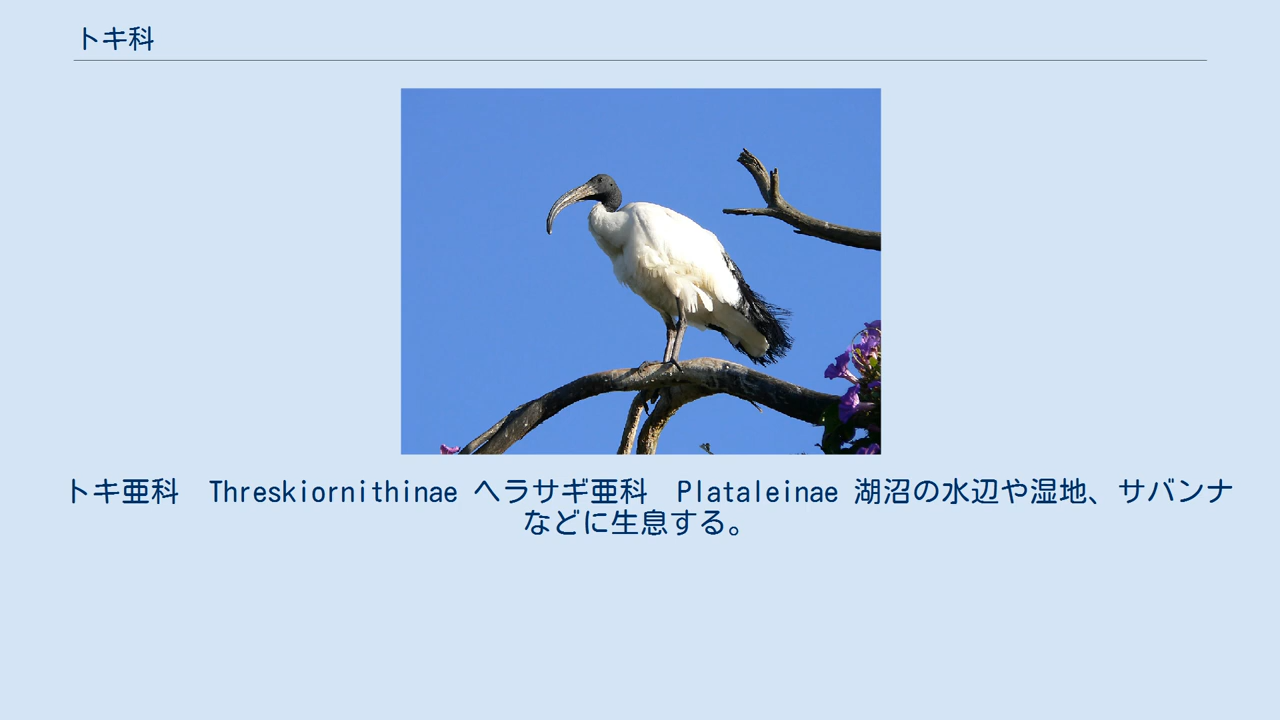 トキ科
トキ亜科　Threskiornithinae ヘラサギ亜科　Plataleinae 湖沼の水辺や湿地、サバンナ
などに生息する。